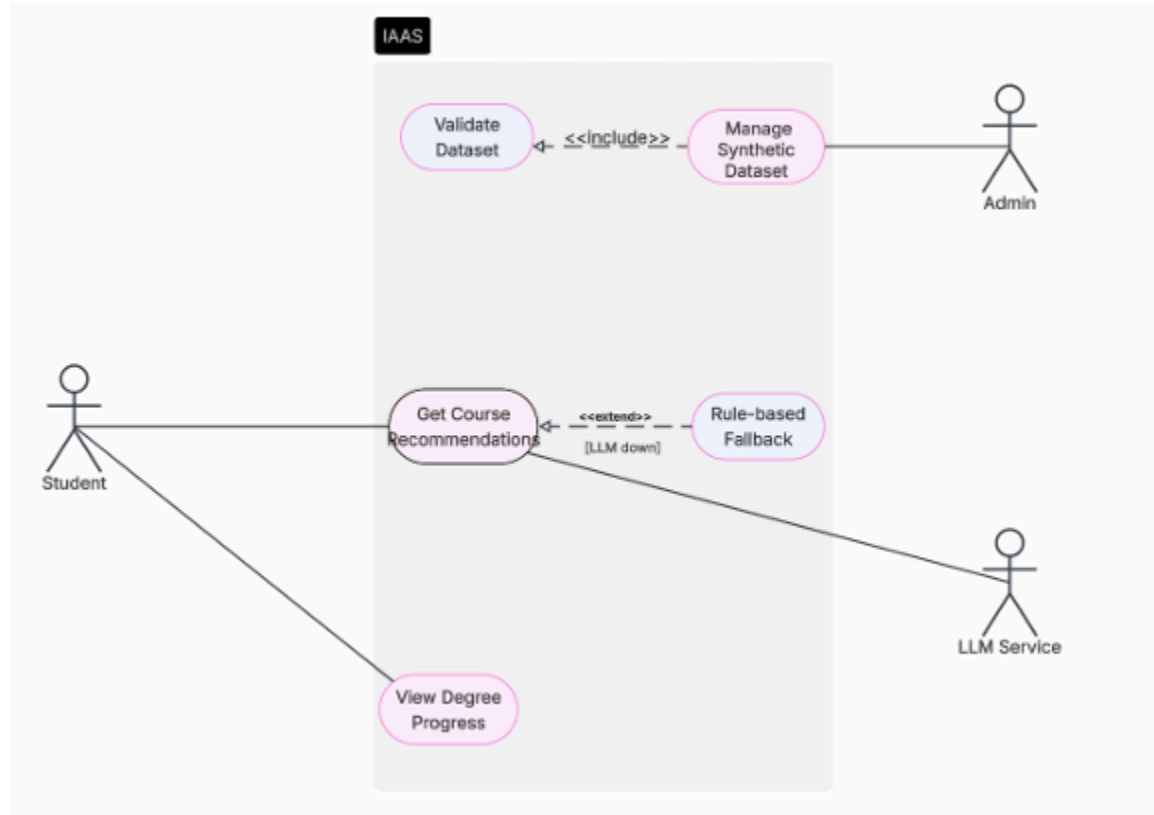 IAAS
Validate
Dataset
<<include>>
Manage
Synthetic
Dataset
Admin
Student
Get Course
Recommendations
<<extend>>
[LLM down]
Rule-based
Fallback
LLM Service
View Degree
Progress